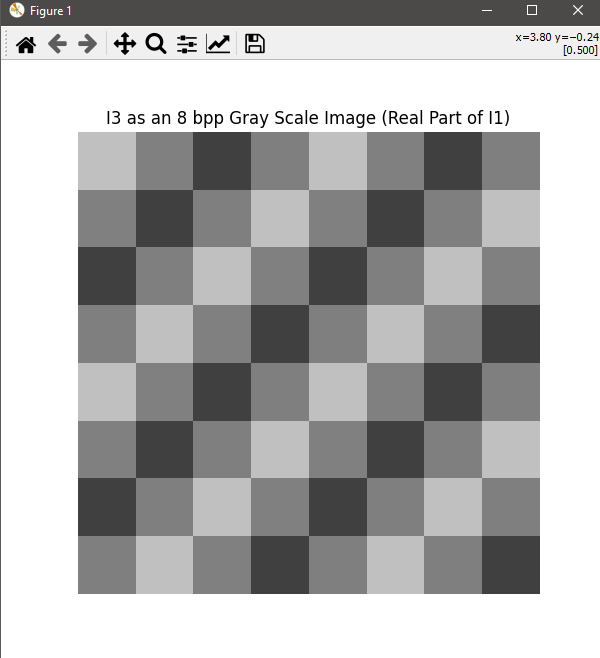 Figure 1
x=3.80 y=−0.24
[0.500]
I3 as an 8 bpp Gray Scale Image (Real Part of I1)